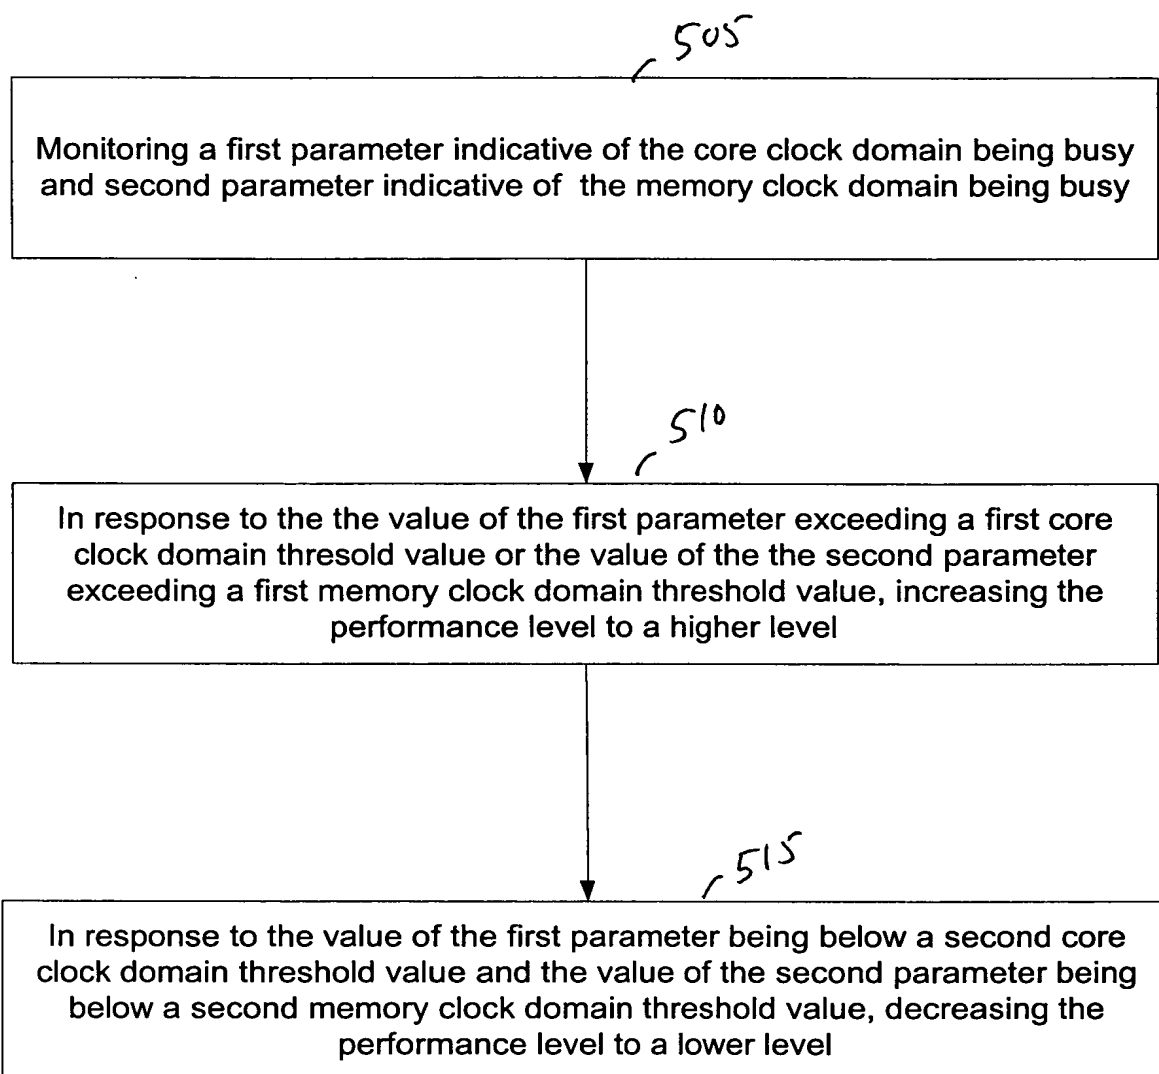 505
Monitoring a first parameter indicative of the core clock domain being busy
and second parameter indicative of the memory clock domain being busy
510
In response to the the value of the first parameter exceeding a first core
clock domain thresold value or the value of the the second parameter
exceeding a first memory clock domain threshold value, increasing the
performance level to a higher level
515
In response to the value of the first parameter being below a second core
clock domain threshold value and the value of the second parameter being
below a second memory clock domain threshold value, decreasing the
performance level to a lower level